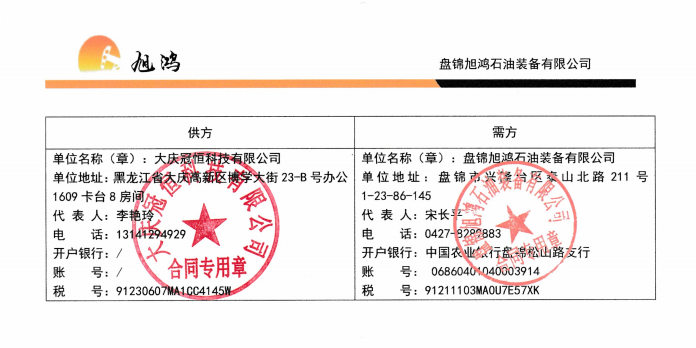 旭鸿
盘锦旭鸿石油装备有限公司
供方
需方
单位名称（章）：大庆冠恒科技有限公司
单位地址：黑龙江省大庆高新区博学大街 23-B 号办公
1609 卡台 8 房间
代 表 人：李艳玲
电 话：13141294929
开户银行：/
账 号：/
税 号：91230607MA1CC4145W
大庆冠恒科技有限公司
合同专用章
单位名称（章）：盘锦旭鸿石油装备有限公司
单位地址：盘锦市兴隆台区泰山北路 211 号
1-23-86-145
代 表 人：宋长平
电 话：0427-8282883
开户银行：中国农业银行盘锦松山路支行
账 号： 06860401040003914
税 号：91211103MA0U7E57XK
盘锦旭鸿石油装备有限公司
合同专用章